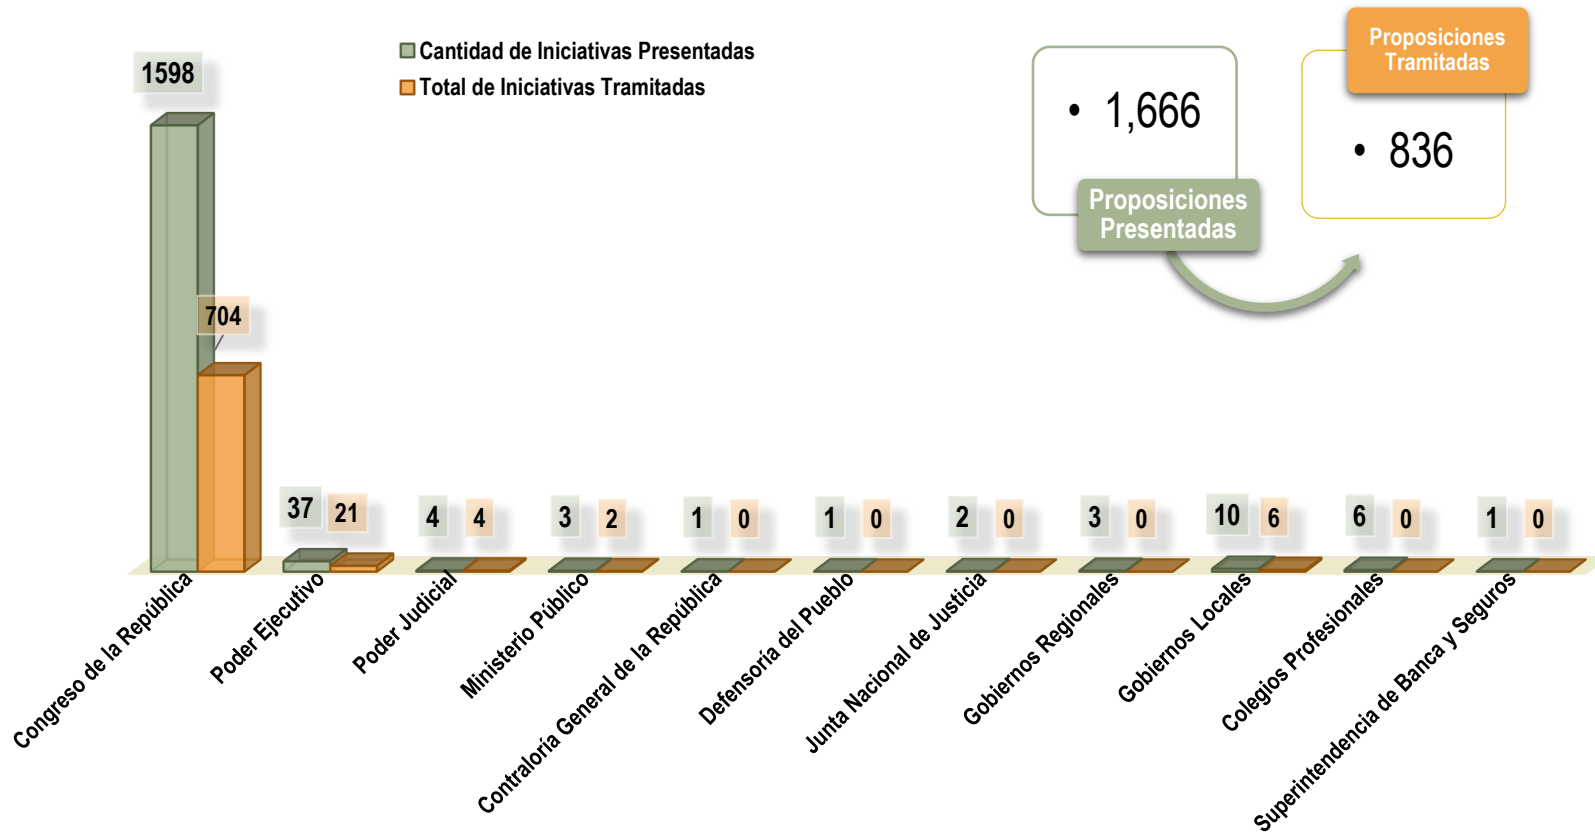 Cantidad de Iniciativas Presentadas
Total de Iniciativas Tramitadas
• 1,666
Proposiciones
Presentadas
Proposiciones
Tramitadas
• 836
1598
704
37
21
4
4
3
2
1
0
1
0
2
0
3
0
10
6
6
0
1
0
Congreso de la República
Poder Ejecutivo
Poder Judicial
Ministerio Público
Contraloría General de la República
Defensoría del Pueblo
Junta Nacional de Justicia
Gobiernos Regionales
Gobiernos Locales
Colegios Profesionales
Superintendencia de Banca y Seguros